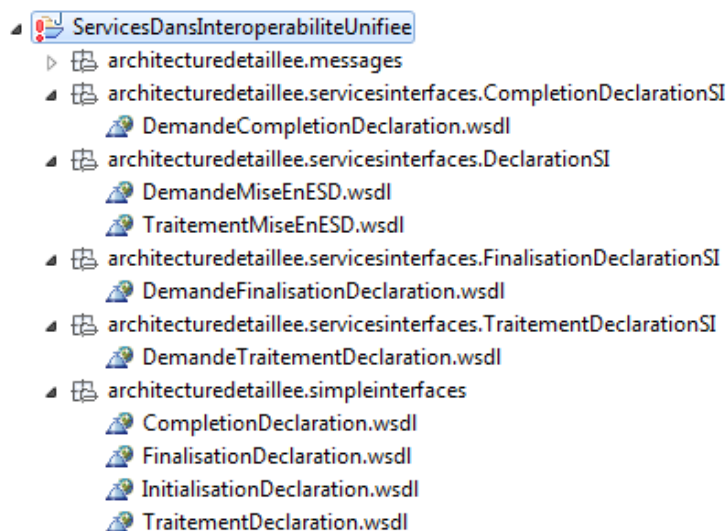 ServicesDansInteroperabiliteUnifiee
architecturedetaillee.messages
architecturedetaillee.servicesinterfaces.CompletionDeclarationSI
DemandeCompletionDeclaration.wsdl
architecturedetaillee.servicesinterfaces.DeclarationSI
DemandeMiseEnESD.wsdl
TraitementMiseEnESD.wsdl
architecturedetaillee.servicesinterfaces.FinalisationDeclarationSI
DemandeFinalisationDeclaration.wsdl
architecturedetaillee.servicesinterfaces.TraitementDeclarationSI
DemandeTraitementDeclaration.wsdl
architecturedetaillee.simpleinterfaces
CompletionDeclaration.wsdl
FinalisationDeclaration.wsdl
InitialisationDeclaration.wsdl
TraitementDeclaration.wsdl